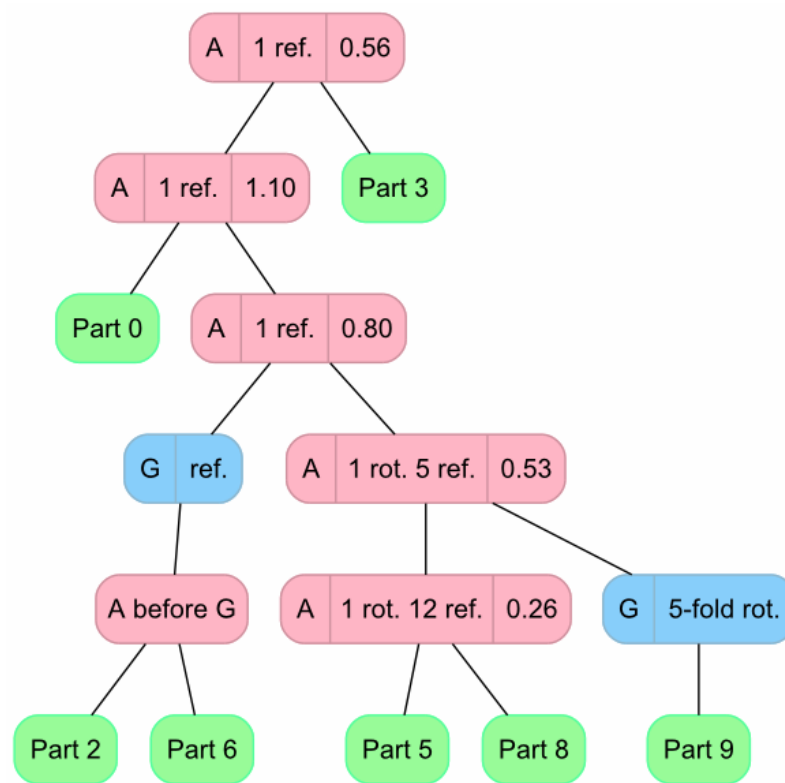 A 1 ref. 0.56
A 1 ref. 1.10
Part 3
Part 0
A 1 ref. 0.80
G ref.
A 1 rot. 5 ref. 0.53
A before G
A 1 rot. 12 ref. 0.26
G 5-fold rot.
Part 2
Part 6
Part 5
Part 8
Part 9